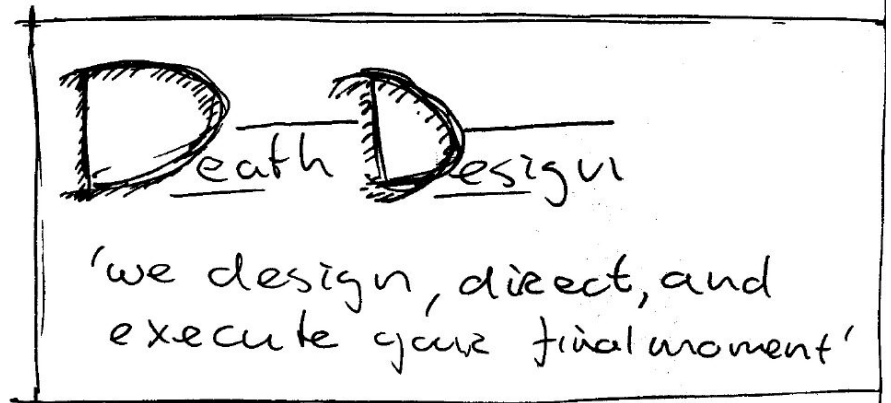 Death Design
'we design, direct, and
execute your final moment'